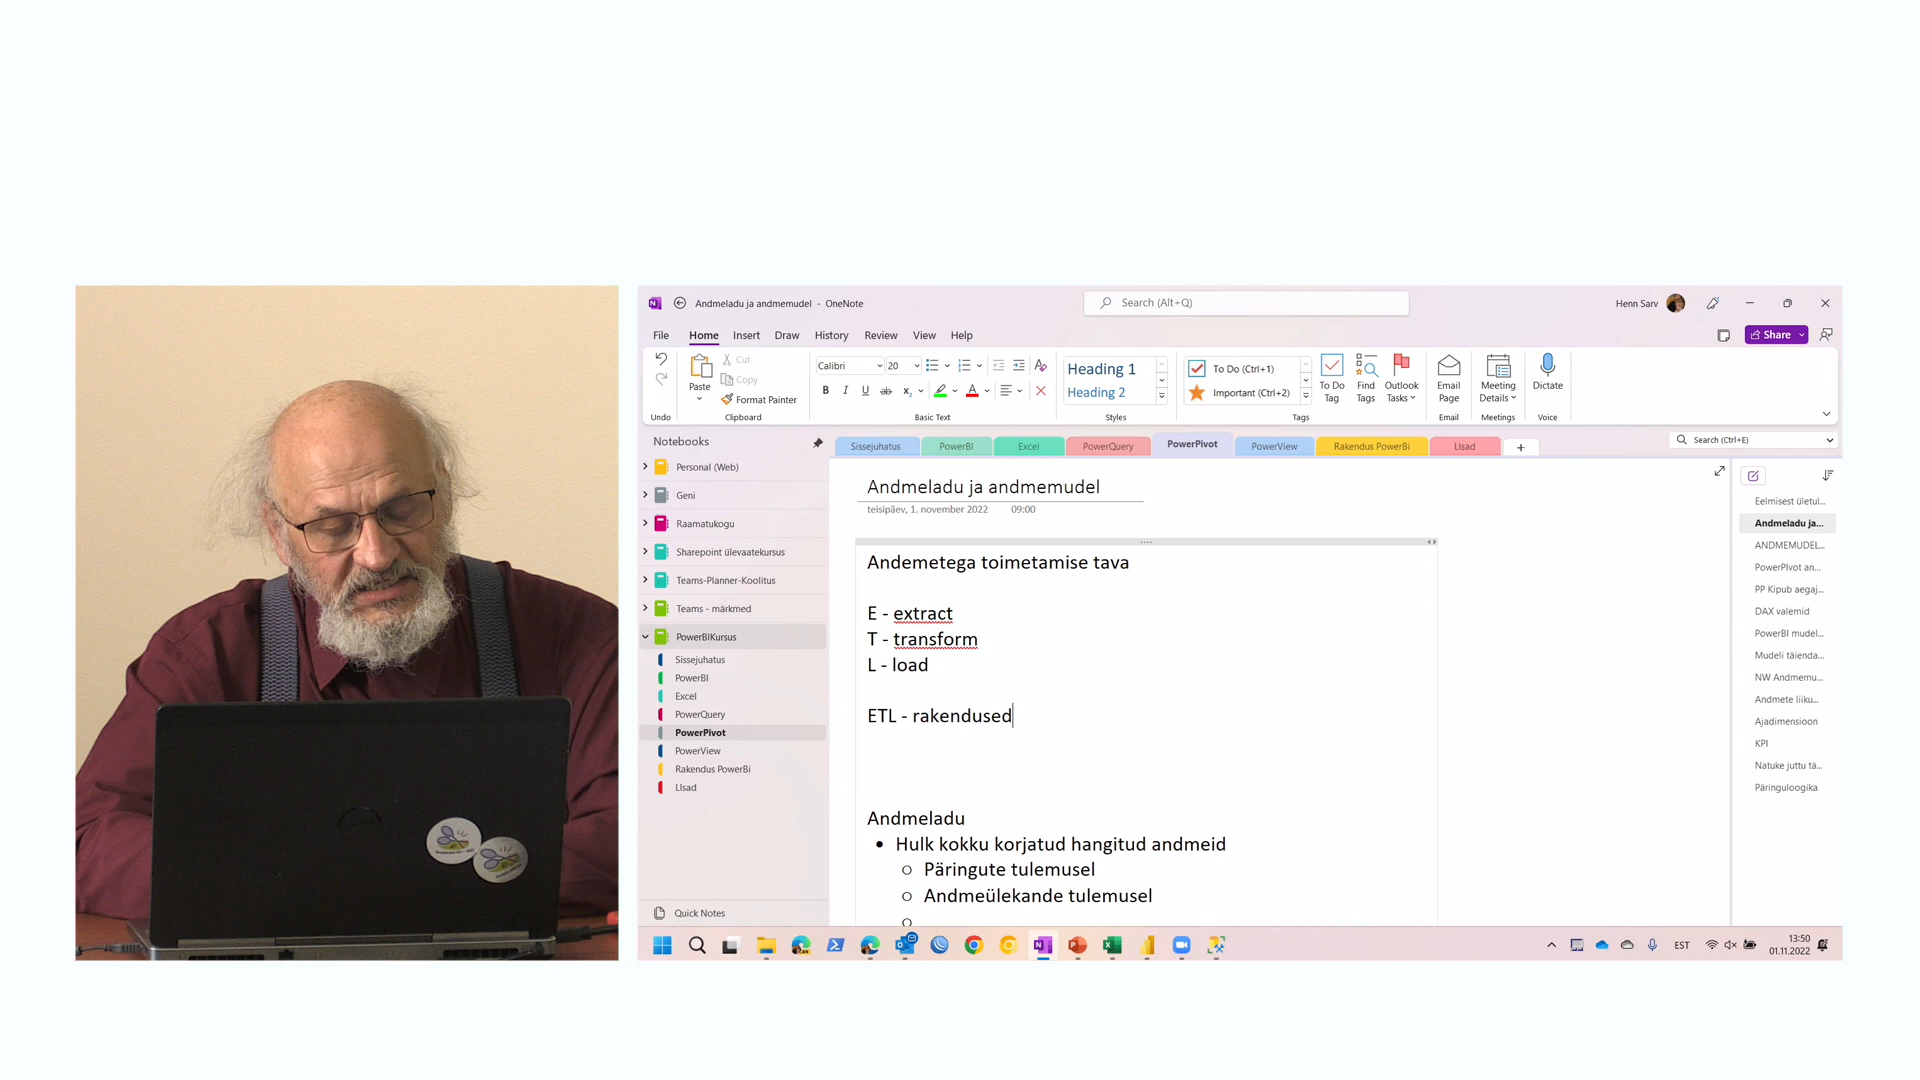 Andmeladu ja andmemudel - OneNote
Search (Alt+Q)
Henn Sarv
File Home Insert Draw History Review View Help
Share
Undo
Paste
Cut
Copy
Format Painter
Clipboard
Calibri 20
Basic Text
Heading 1
Heading 2
Styles
To Do (Ctrl+1)
Important (Ctrl+2)
Tags
To Do Tag
Find Tags
Outlook Tasks
Email Page
Email
Meeting Details
Meetings
Dictate
Voice
Notebooks
Personal (Web)
Geni
Raamatukogu
Sharepoint ülevaatekursus
Teams-Planner-Koolitus
Teams - märkmed
PowerBIKursus
Sissejuhatus
PowerBI
Excel
PowerQuery
PowerPivot
PowerView
Rakendus PowerBi
LIsad
Quick Notes
Sissejuhatus PowerBI Excel PowerQuery PowerPivot PowerView Rakendus PowerBi LIsad +
Search (Ctrl+E)
Andmeladu ja andmemudel
teisipäev, 1. november 2022 09:00
Andemetega toimetamise tava
E - extract
T - transform
L - load
ETL - rakendused
Andmeladu
• Hulk kokku korjatud hangitud andmeid
○ Päringute tulemusel
○ Andmeülekande tulemusel
○
Eelmisest ületul...
Andmeladu ja...
ANDMEMUDEL...
PowerPIvot an...
PP Kipub aegaj...
DAX valemid
PowerBI mudel...
Mudeli täienda...
NW Andmemu...
Andmete liiku...
Ajadimensioon
KPI
Natuke juttu tä...
Päringuloogika
EST
13:50
01.11.2022